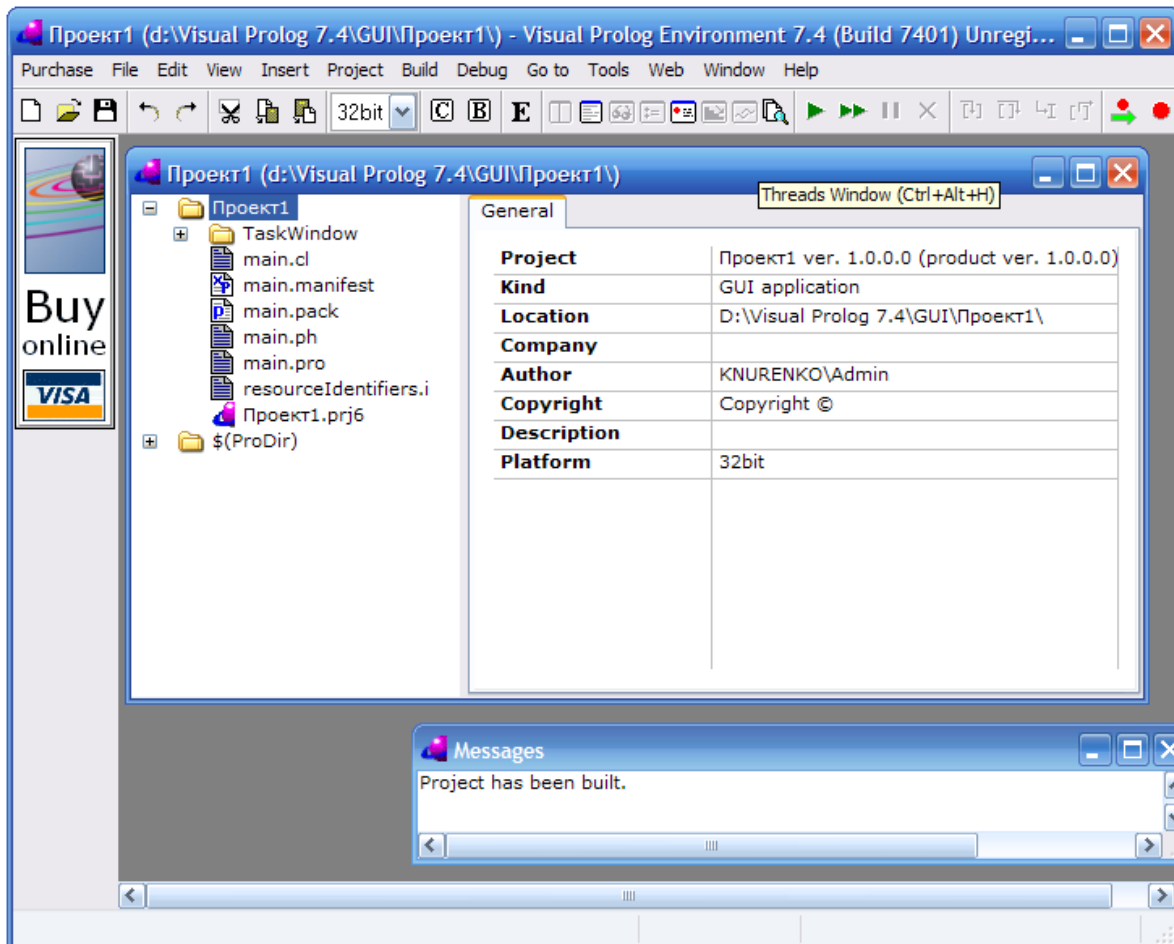 Проект1 (d:\Visual Prolog 7.4\GUI\Проект1\) - Visual Prolog Environment 7.4 (Build 7401) Unregi...
Purchase File Edit View Insert Project Build Debug Go to Tools Web Window Help
32bit C B E
Проект1 (d:\Visual Prolog 7.4\GUI\Проект1\)
Threads Window (Ctrl+Alt+H)
Buy
online
VISA
Проект1
TaskWindow
main.cl
main.manifest
main.pack
main.ph
main.pro
resourceIdentifiers.i
Проект1.prj6
$(ProDir)
General
Project Проект1 ver. 1.0.0.0 (product ver. 1.0.0.0)
Kind GUI application
Location D:\Visual Prolog 7.4\GUI\Проект1\
Company
Author KNURENKO\Admin
Copyright Copyright ©
Description
Platform 32bit
Messages
Project has been built.